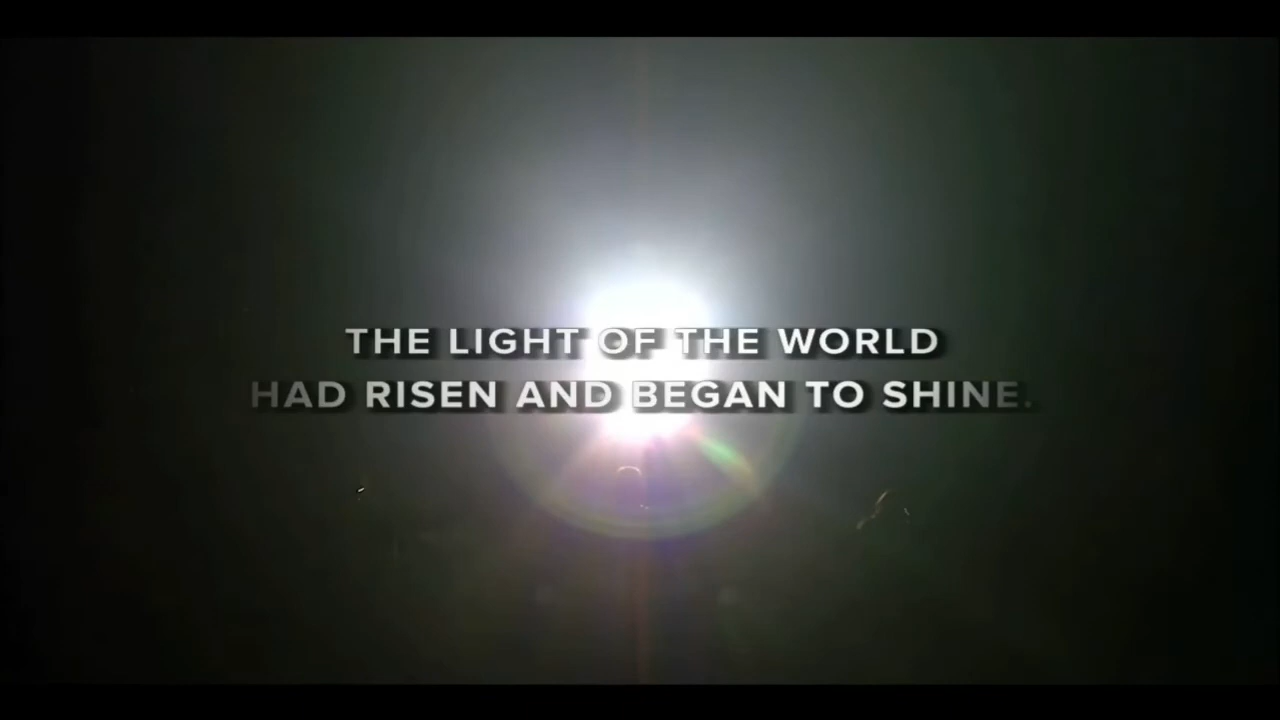 THE LIGHT OF THE WORLD
HAD RISEN AND BEGAN TO SHINE.